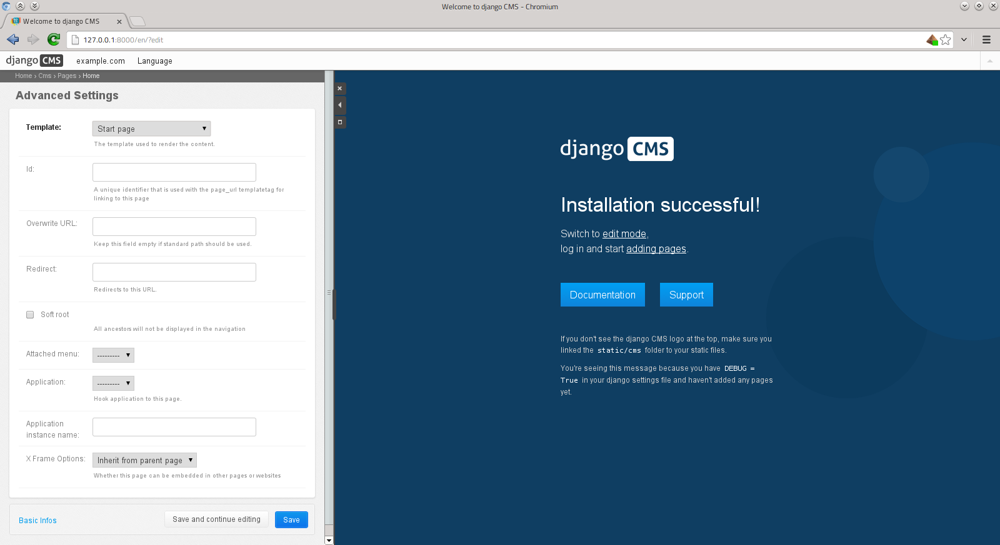 Welcome to django CMS - Chromium
Welcome to django CMS
127.0.0.1:8000/en/?edit
django CMS example.com Language
Home › Cms › Pages › Home
Advanced Settings
Template: Start page
The template used to render the content.
Id:
A unique identifier that is used with the page_url templatetag for
linking to this page
Overwrite URL:
Keep this field empty if standard path should be used.
Redirect:
Redirects to this URL.
Soft root
All ancestors will not be displayed in the navigation
Attached menu: ---------
Application: ---------
Hook application to this page.
Application
instance name:
X Frame Options: Inherit from parent page
Whether this page can be embedded in other pages or websites
Basic Infos Save and continue editing Save
django CMS
Installation successful!
Switch to edit mode,
log in and start adding pages.
Documentation Support
If you don't see the django CMS logo at the top, make sure you
linked the static/cms folder to your static files.
You're seeing this message because you have DEBUG =
True in your django settings file and haven't added any pages
yet.